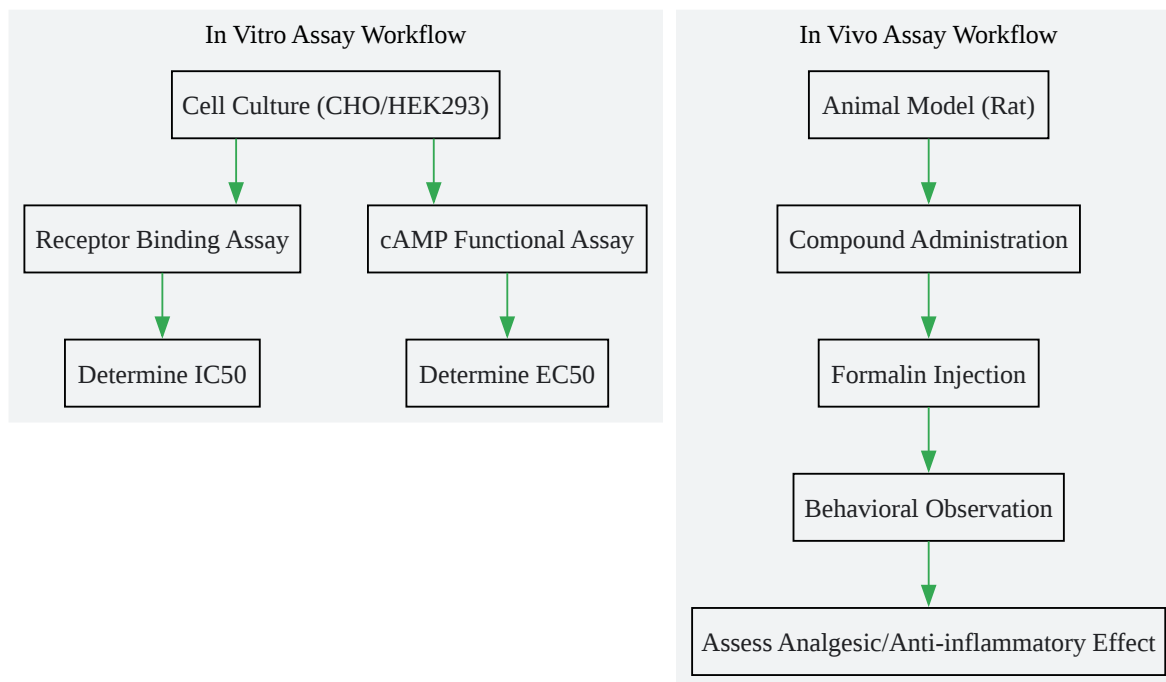 In Vitro Assay Workflow
Cell Culture (CHO/HEK293)
Receptor Binding Assay
cAMP Functional Assay
Determine IC50
Determine EC50
In Vivo Assay Workflow
Animal Model (Rat)
Compound Administration
Formalin Injection
Behavioral Observation
Assess Analgesic/Anti-inflammatory Effect